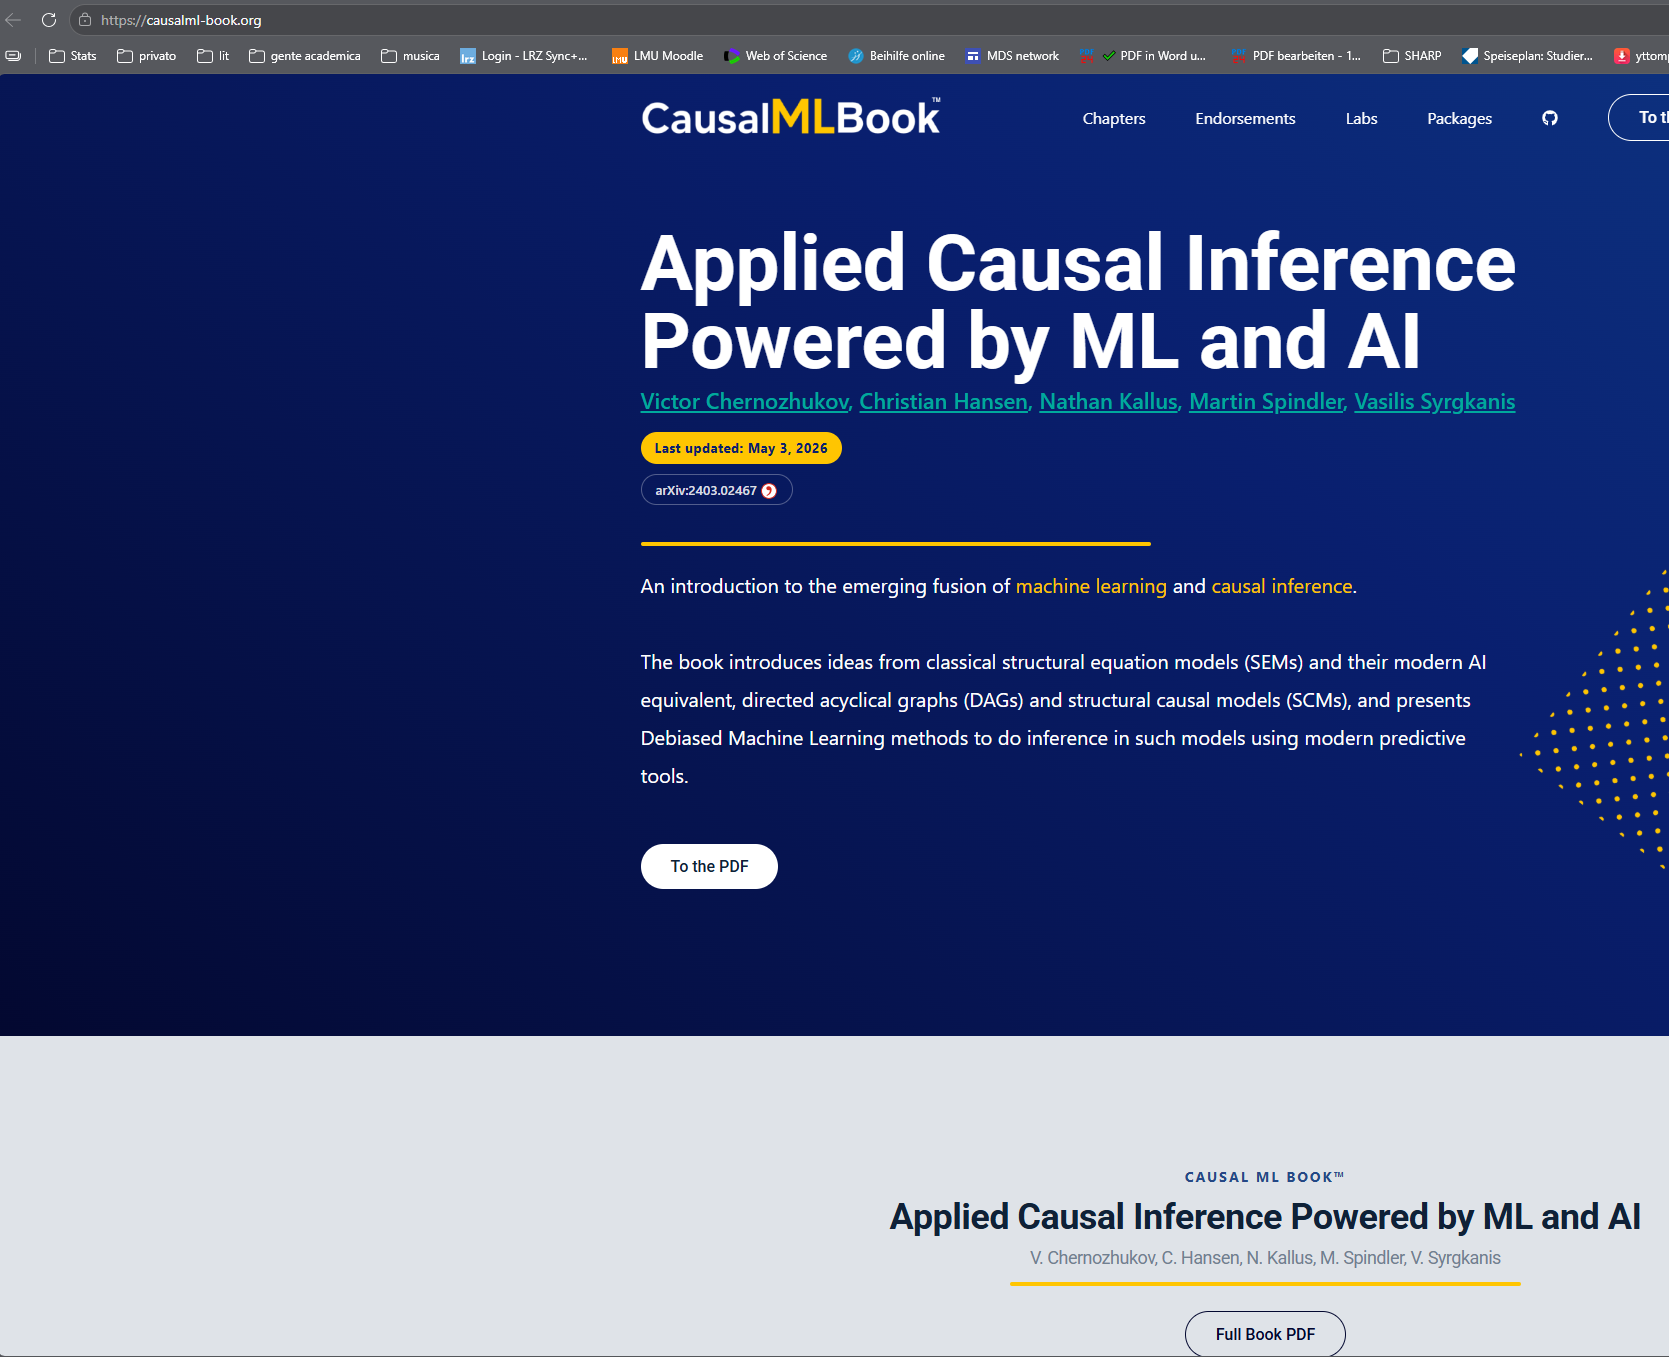 https://causalml-book.org
Stats privato lit gente academica musica Login - LRZ Sync+... LMU Moodle Web of Science Beihilfe online MDS network PDF in Word u... PDF bearbeiten - 1... SHARP Speiseplan: Studier... yttomp
CausalMLBook™ Chapters Endorsements Labs Packages To th
Applied Causal Inference
Powered by ML and AI
Victor Chernozhukov, Christian Hansen, Nathan Kallus, Martin Spindler, Vasilis Syrgkanis
Last updated: May 3, 2026
arXiv:2403.02467
An introduction to the emerging fusion of machine learning and causal inference.
The book introduces ideas from classical structural equation models (SEMs) and their modern AI
equivalent, directed acyclical graphs (DAGs) and structural causal models (SCMs), and presents
Debiased Machine Learning methods to do inference in such models using modern predictive
tools.
To the PDF
CAUSAL ML BOOK™
Applied Causal Inference Powered by ML and AI
V. Chernozhukov, C. Hansen, N. Kallus, M. Spindler, V. Syrgkanis
Full Book PDF